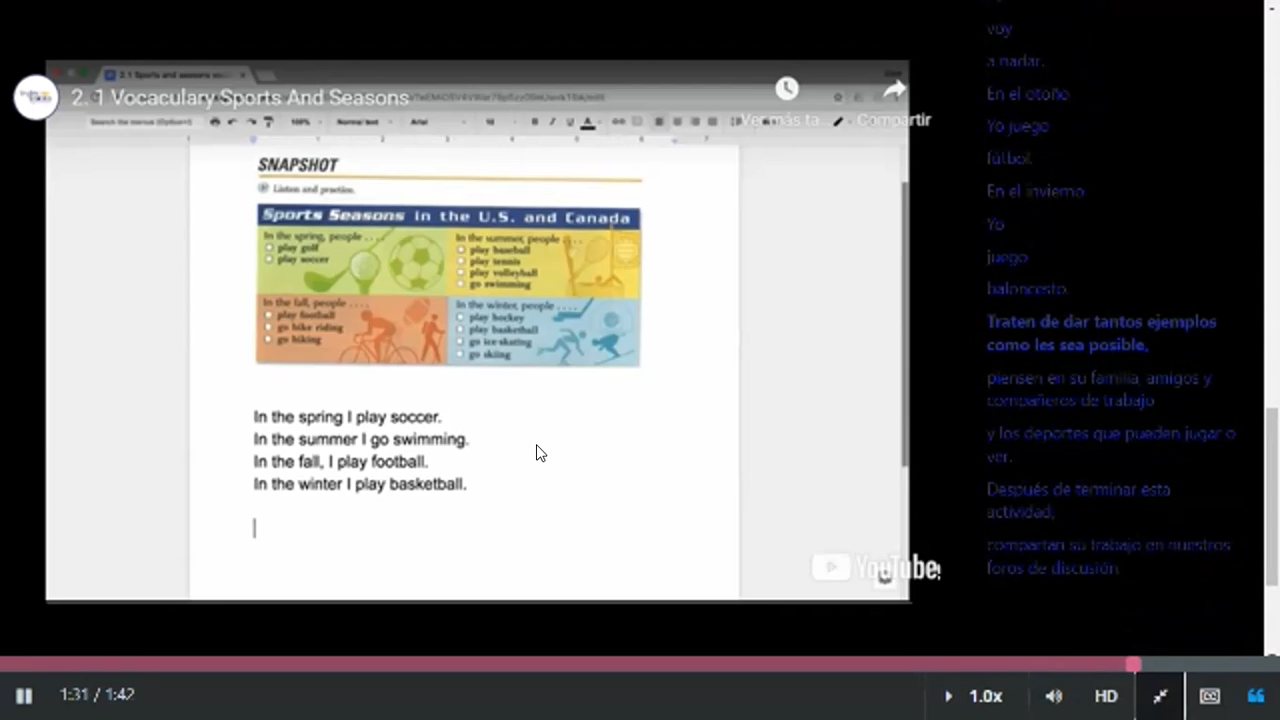 2. 1 Vocaculary Sports And Seasons
Ver más ta...
Compartir
100%
Normal text
Arial
SNAPSHOT
Listen and practice.
Sports Seasons in the U.S. and Canada
In the spring, people . . . .
play golf
play soccer
In the summer, people . . . .
play baseball
play tennis
play volleyball
go swimming
In the fall, people . . . .
play football
go bike riding
go hiking
In the winter, people . . . .
play hockey
play basketball
go ice-skating
go skiing
In the spring I play soccer.
In the summer I go swimming.
In the fall, I play football.
In the winter I play basketball.
YouTube
voy
a nadar.
En el otoño
Yo juego
fútbol.
En el invierno
Yo
juego
baloncesto.
Traten de dar tantos ejemplos
como les sea posible,
piensen en su familia, amigos y
compañeros de trabajo
y los deportes que pueden jugar o
ver.
Después de terminar esta
actividad,
compartan su trabajo en nuestros
foros de discusión.
1:31 / 1:42
1.0x
HD